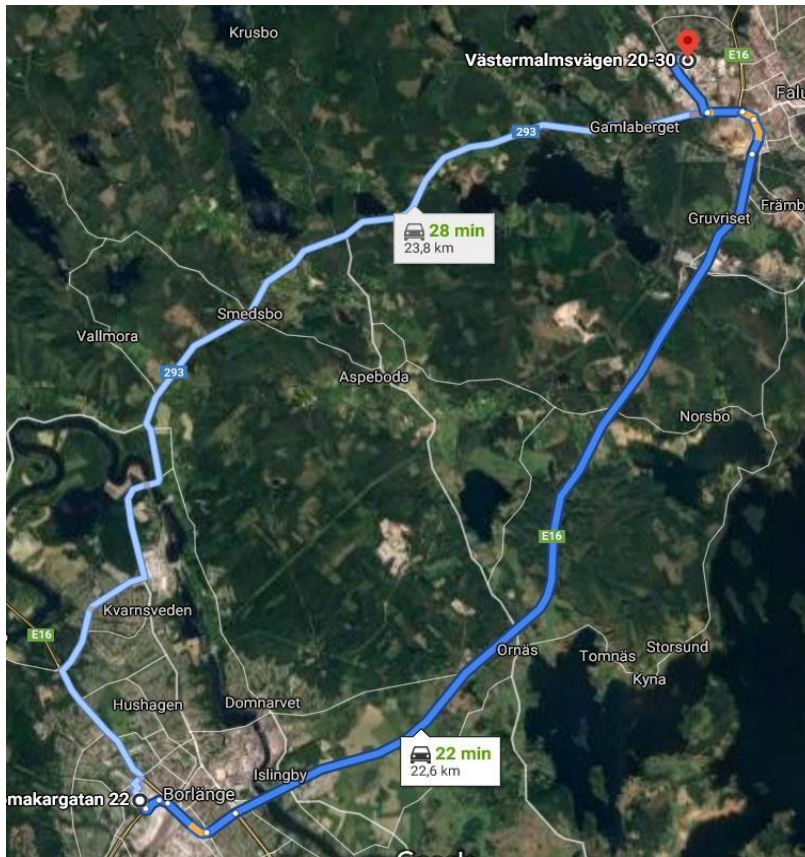 Krusbo
Västermalmsvägen 20-30
E16
Falu
293
Gamlaberget
Främb
Gruvriset
28 min
23,8 km
Smedsbo
Vallmora
293
Aspeboda
Norsbo
E16
Kvarnsveden
E16
Ornäs
Storsund
Tomnäs
Kyna
Hushagen
Domnarvet
22 min
22,6 km
Islingby
omakargatan 22
Borlänge